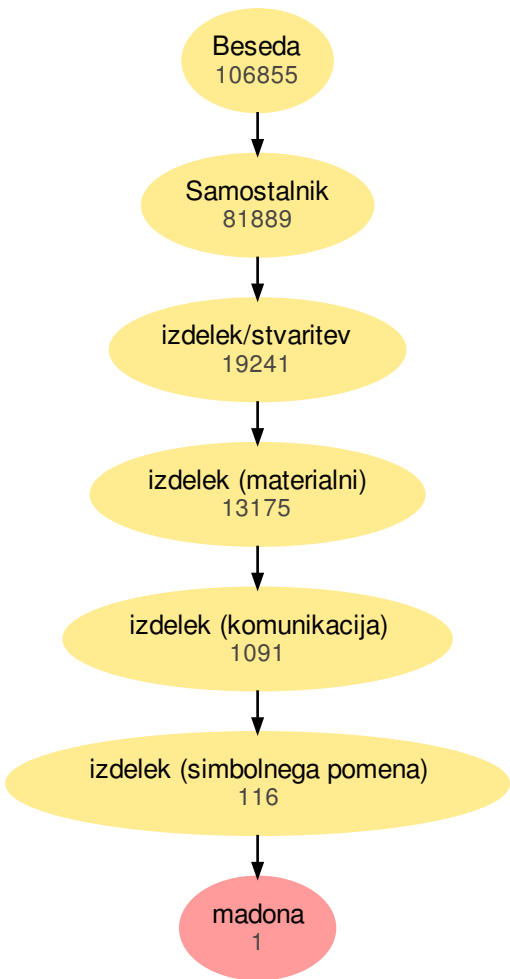 Beseda
106855
Samostalnik
81889
izdelek/stvaritev
19241
izdelek (materialni)
13175
izdelek (komunikacija)
1091
izdelek (simbolnega pomena)
116
madona
1